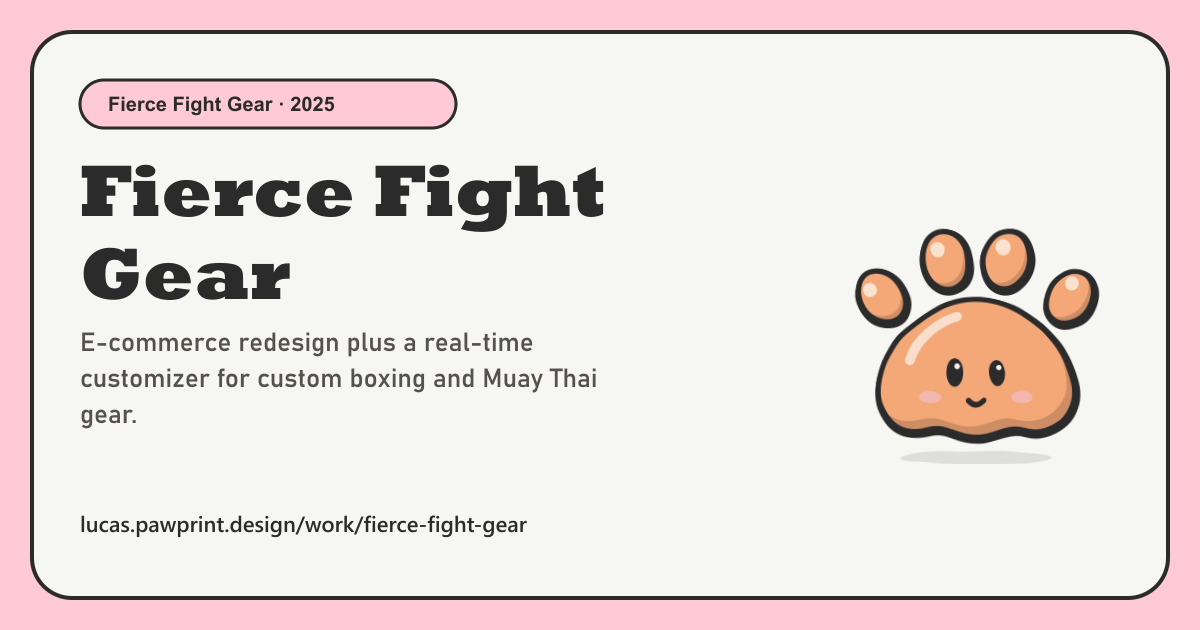 Fierce Fight Gear · 2025
Fierce Fight
Gear
E-commerce redesign plus a real-time
customizer for custom boxing and Muay Thai
gear.
lucas.pawprint.design/work/fierce-fight-gear